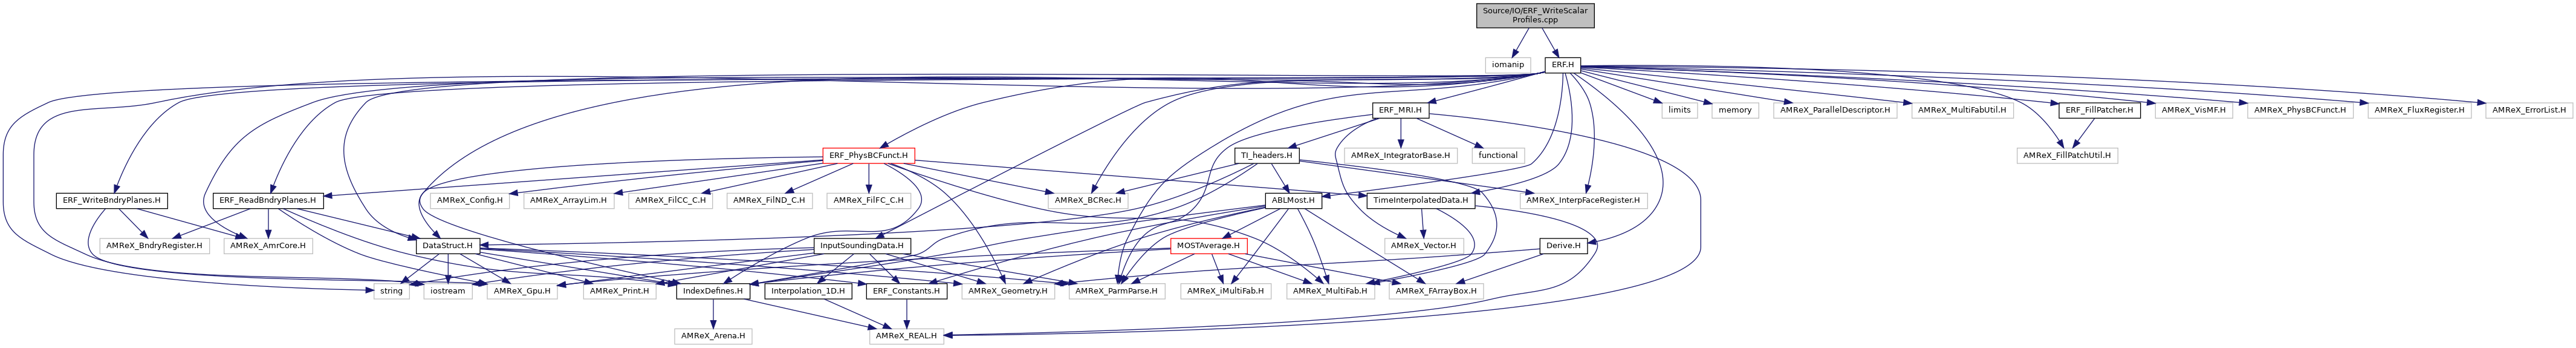 Source/IO/ERF_WriteScalar
Profiles.cpp
iomanip
ERF.H
ERF_MRI.H
limits
memory
AMReX_ParallelDescriptor.H
AMReX_MultiFabUtil.H
ERF_FillPatcher.H
AMReX_VisMF.H
AMReX_PhysBCFunct.H
AMReX_FluxRegister.H
AMReX_ErrorList.H
ERF_PhysBCFunct.H
TI_headers.H
AMReX_IntegratorBase.H
functional
AMReX_FillPatchUtil.H
ERF_WriteBndryPlanes.H
ERF_ReadBndryPlanes.H
AMReX_Config.H
AMReX_ArrayLim.H
AMReX_FilCC_C.H
AMReX_FilND_C.H
AMReX_FilFC_C.H
AMReX_BCRec.H
ABLMost.H
TimeInterpolatedData.H
AMReX_InterpFaceRegister.H
AMReX_BndryRegister.H
AMReX_AmrCore.H
DataStruct.H
InputSoundingData.H
MOSTAverage.H
AMReX_Vector.H
Derive.H
string
iostream
AMReX_Gpu.H
AMReX_Print.H
IndexDefines.H
Interpolation_1D.H
ERF_Constants.H
AMReX_Geometry.H
AMReX_ParmParse.H
AMReX_iMultiFab.H
AMReX_MultiFab.H
AMReX_FArrayBox.H
AMReX_Arena.H
AMReX_REAL.H